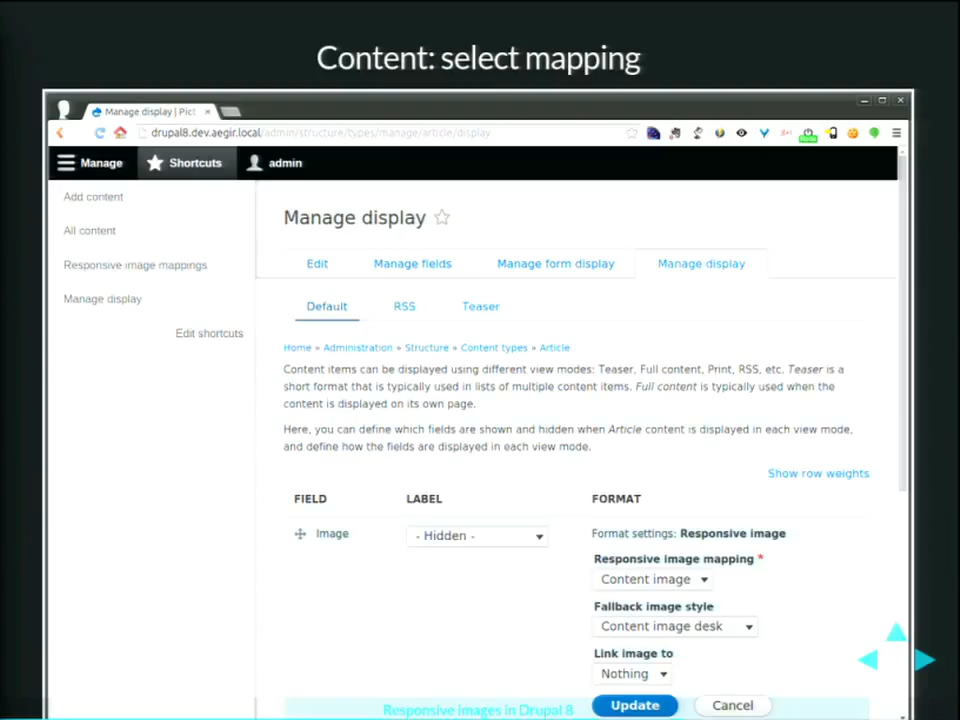 Content: select mapping
Manage display | Pict
drupal8.dev.aegir.local/admin/structure/types/manage/article/display
Manage Shortcuts admin
Add content
All content
Responsive image mappings
Manage display
Edit shortcuts
Manage display
Edit Manage fields Manage form display Manage display
Default RSS Teaser
Home » Administration » Structure » Content types » Article
Content items can be displayed using different view modes: Teaser, Full content, Print, RSS, etc. Teaser is a
short format that is typically used in lists of multiple content items. Full content is typically used when the
content is displayed on its own page.
Here, you can define which fields are shown and hidden when Article content is displayed in each view mode,
and define how the fields are displayed in each view mode.
Show row weights
FIELD LABEL FORMAT
Image - Hidden - Format settings: Responsive image
Responsive image mapping *
Content image
Fallback image style
Content image desk
Link image to
Nothing
Update Cancel
Responsive images in Drupal 8